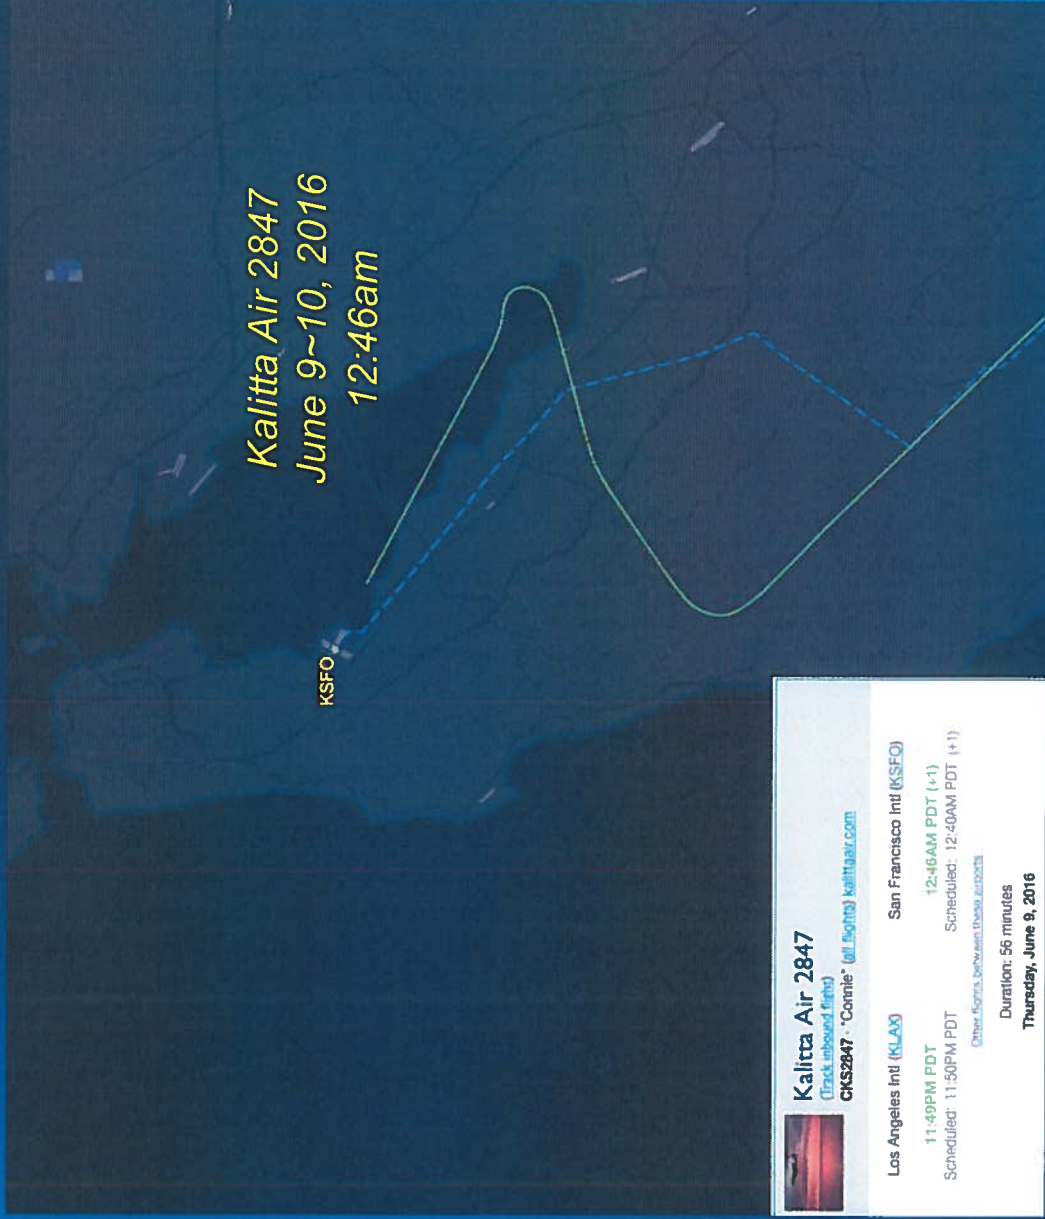 Kalitta Air 2847
June 9~10, 2016
12:46am
KSFO
Kalitta Air 2847
(Track inbound flight)
CKS2847 - "Connie" (all flights) kalittaair.com
Los Angeles Intl (KLAX)
San Francisco Intl (KSFO)
11:49PM PDT
12:46AM PDT (+1)
Scheduled: 11:50PM PDT
Scheduled: 12:40AM PDT (+1)
Other flights between these airports
Duration: 56 minutes
Thursday, June 9, 2016